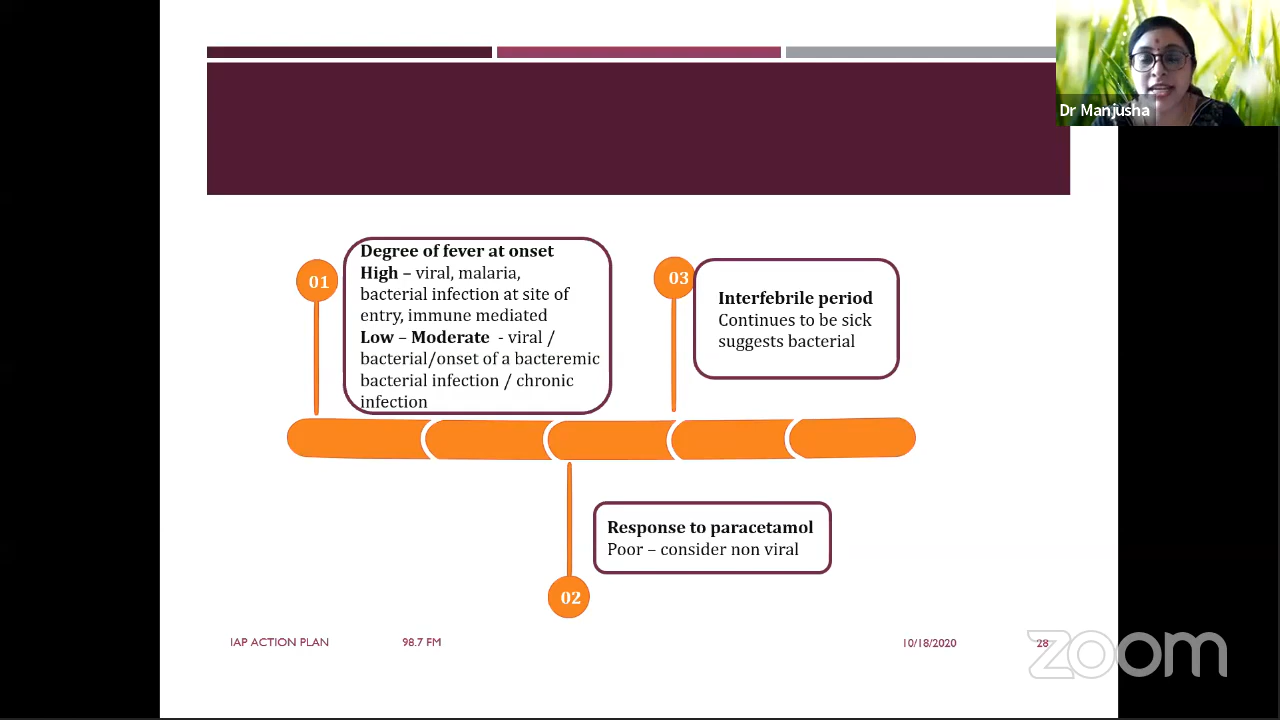 Dr Manjusha
01
Degree of fever at onset
High – viral, malaria,
bacterial infection at site of
entry, immune mediated
Low – Moderate - viral /
bacterial/onset of a bacteremic
bacterial infection / chronic
infection
03
Interfebrile period
Continues to be sick
suggests bacterial
Response to paracetamol
Poor – consider non viral
02
IAP ACTION PLAN
98.7 FM
10/18/2020
28
zoom